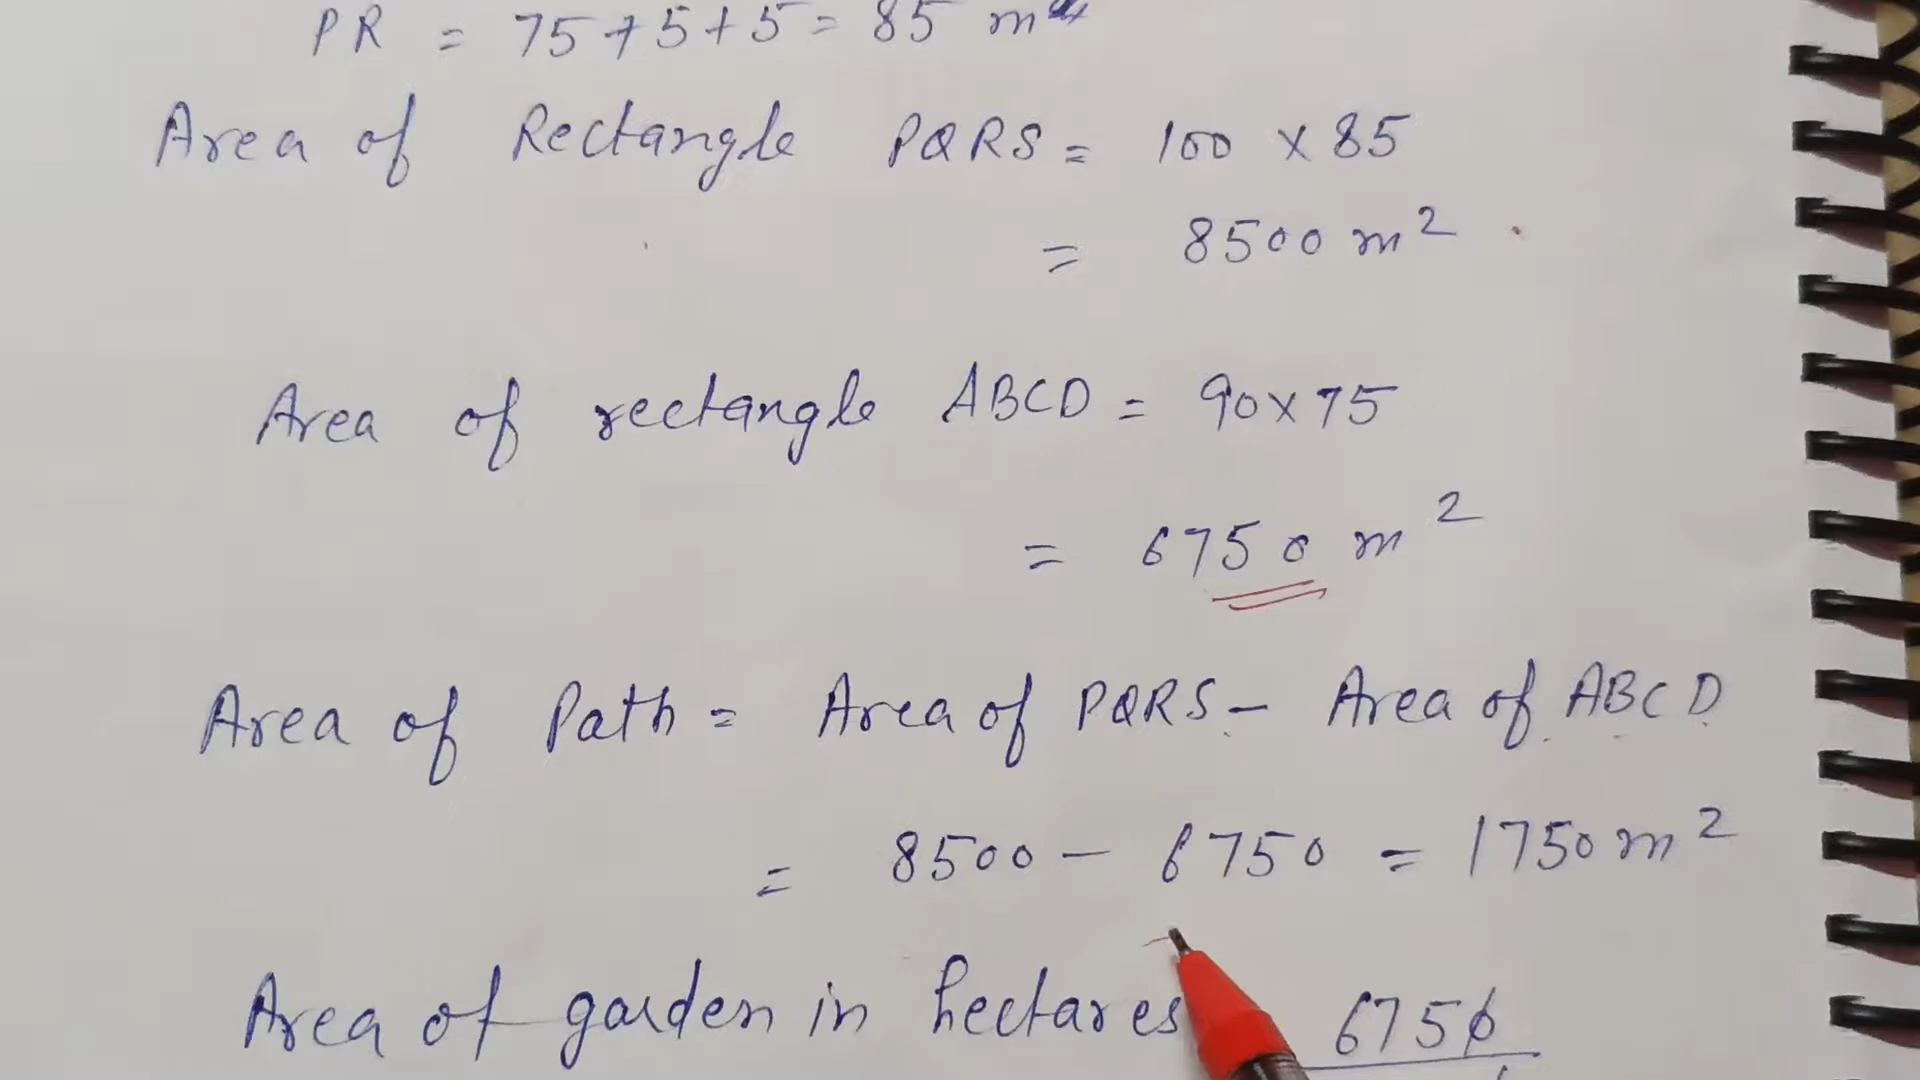 PR = 75 + 5 + 5 = 85 m
Area of Rectangle PQRS = 100 × 85
= 8500 m²
Area of rectangle ABCD = 90 × 75
= 6750 m²
Area of Path = Area of PQRS - Area of ABCD
= 8500 - 6750 = 1750 m²
Area of garden in hectares 6750